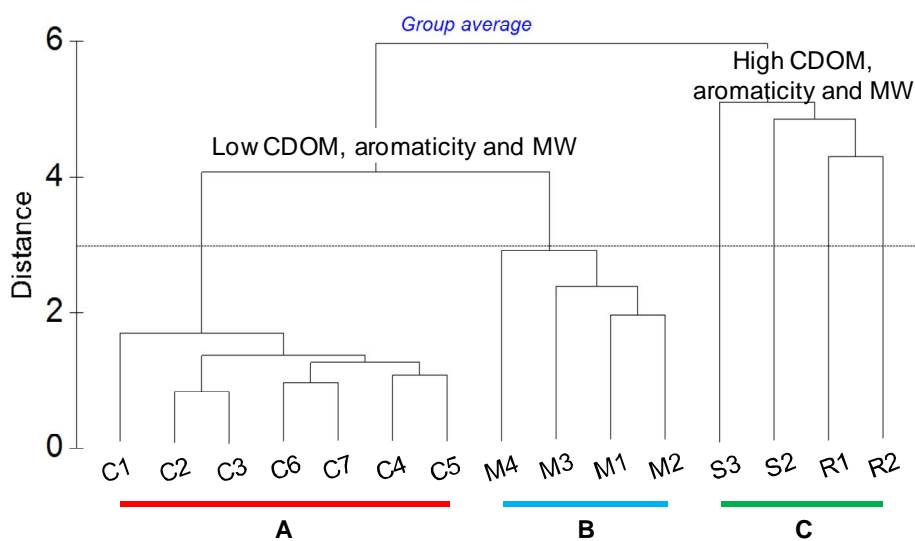 Group average
6
High CDOM,
aromaticity and MW
Low CDOM, aromaticity and MW
4
Distance
2
0
C1 C2 C3 C6 C7 C4 C5 M4 M3 M1 M2 S3 S2 R1 R2
A B C